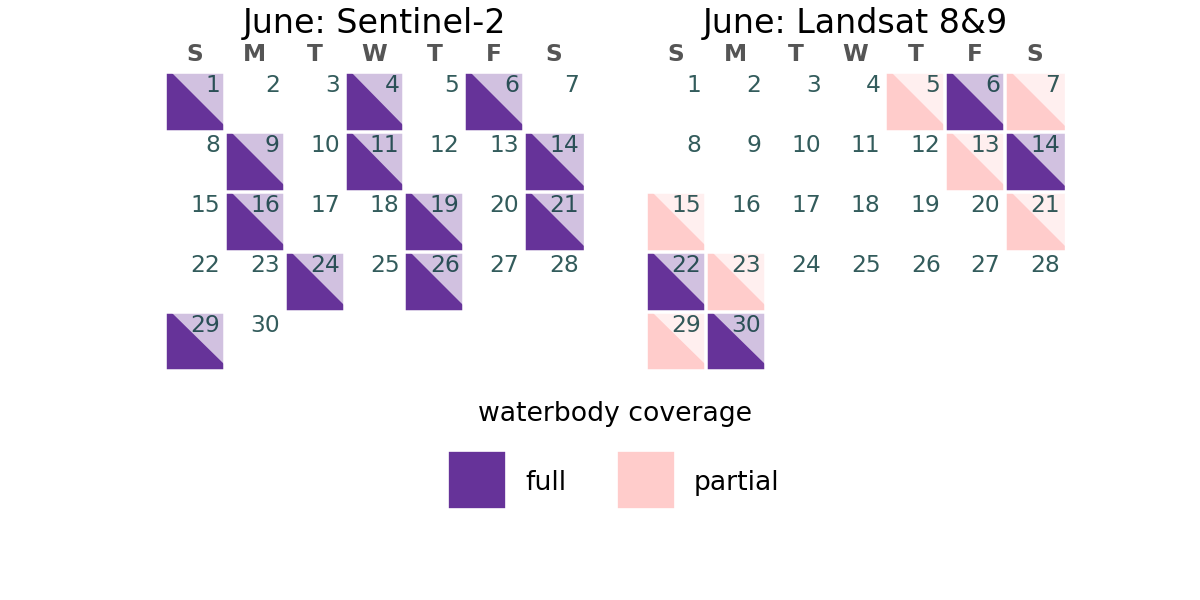 June: Sentinel-2
S M T W T F S
1 2 3 4 5 6 7
8 9 10 11 12 13 14
15 16 17 18 19 20 21
22 23 24 25 26 27 28
29 30
June: Landsat 8&9
S M T W T F S
1 2 3 4 5 6 7
8 9 10 11 12 13 14
15 16 17 18 19 20 21
22 23 24 25 26 27 28
29 30
waterbody coverage
full partial